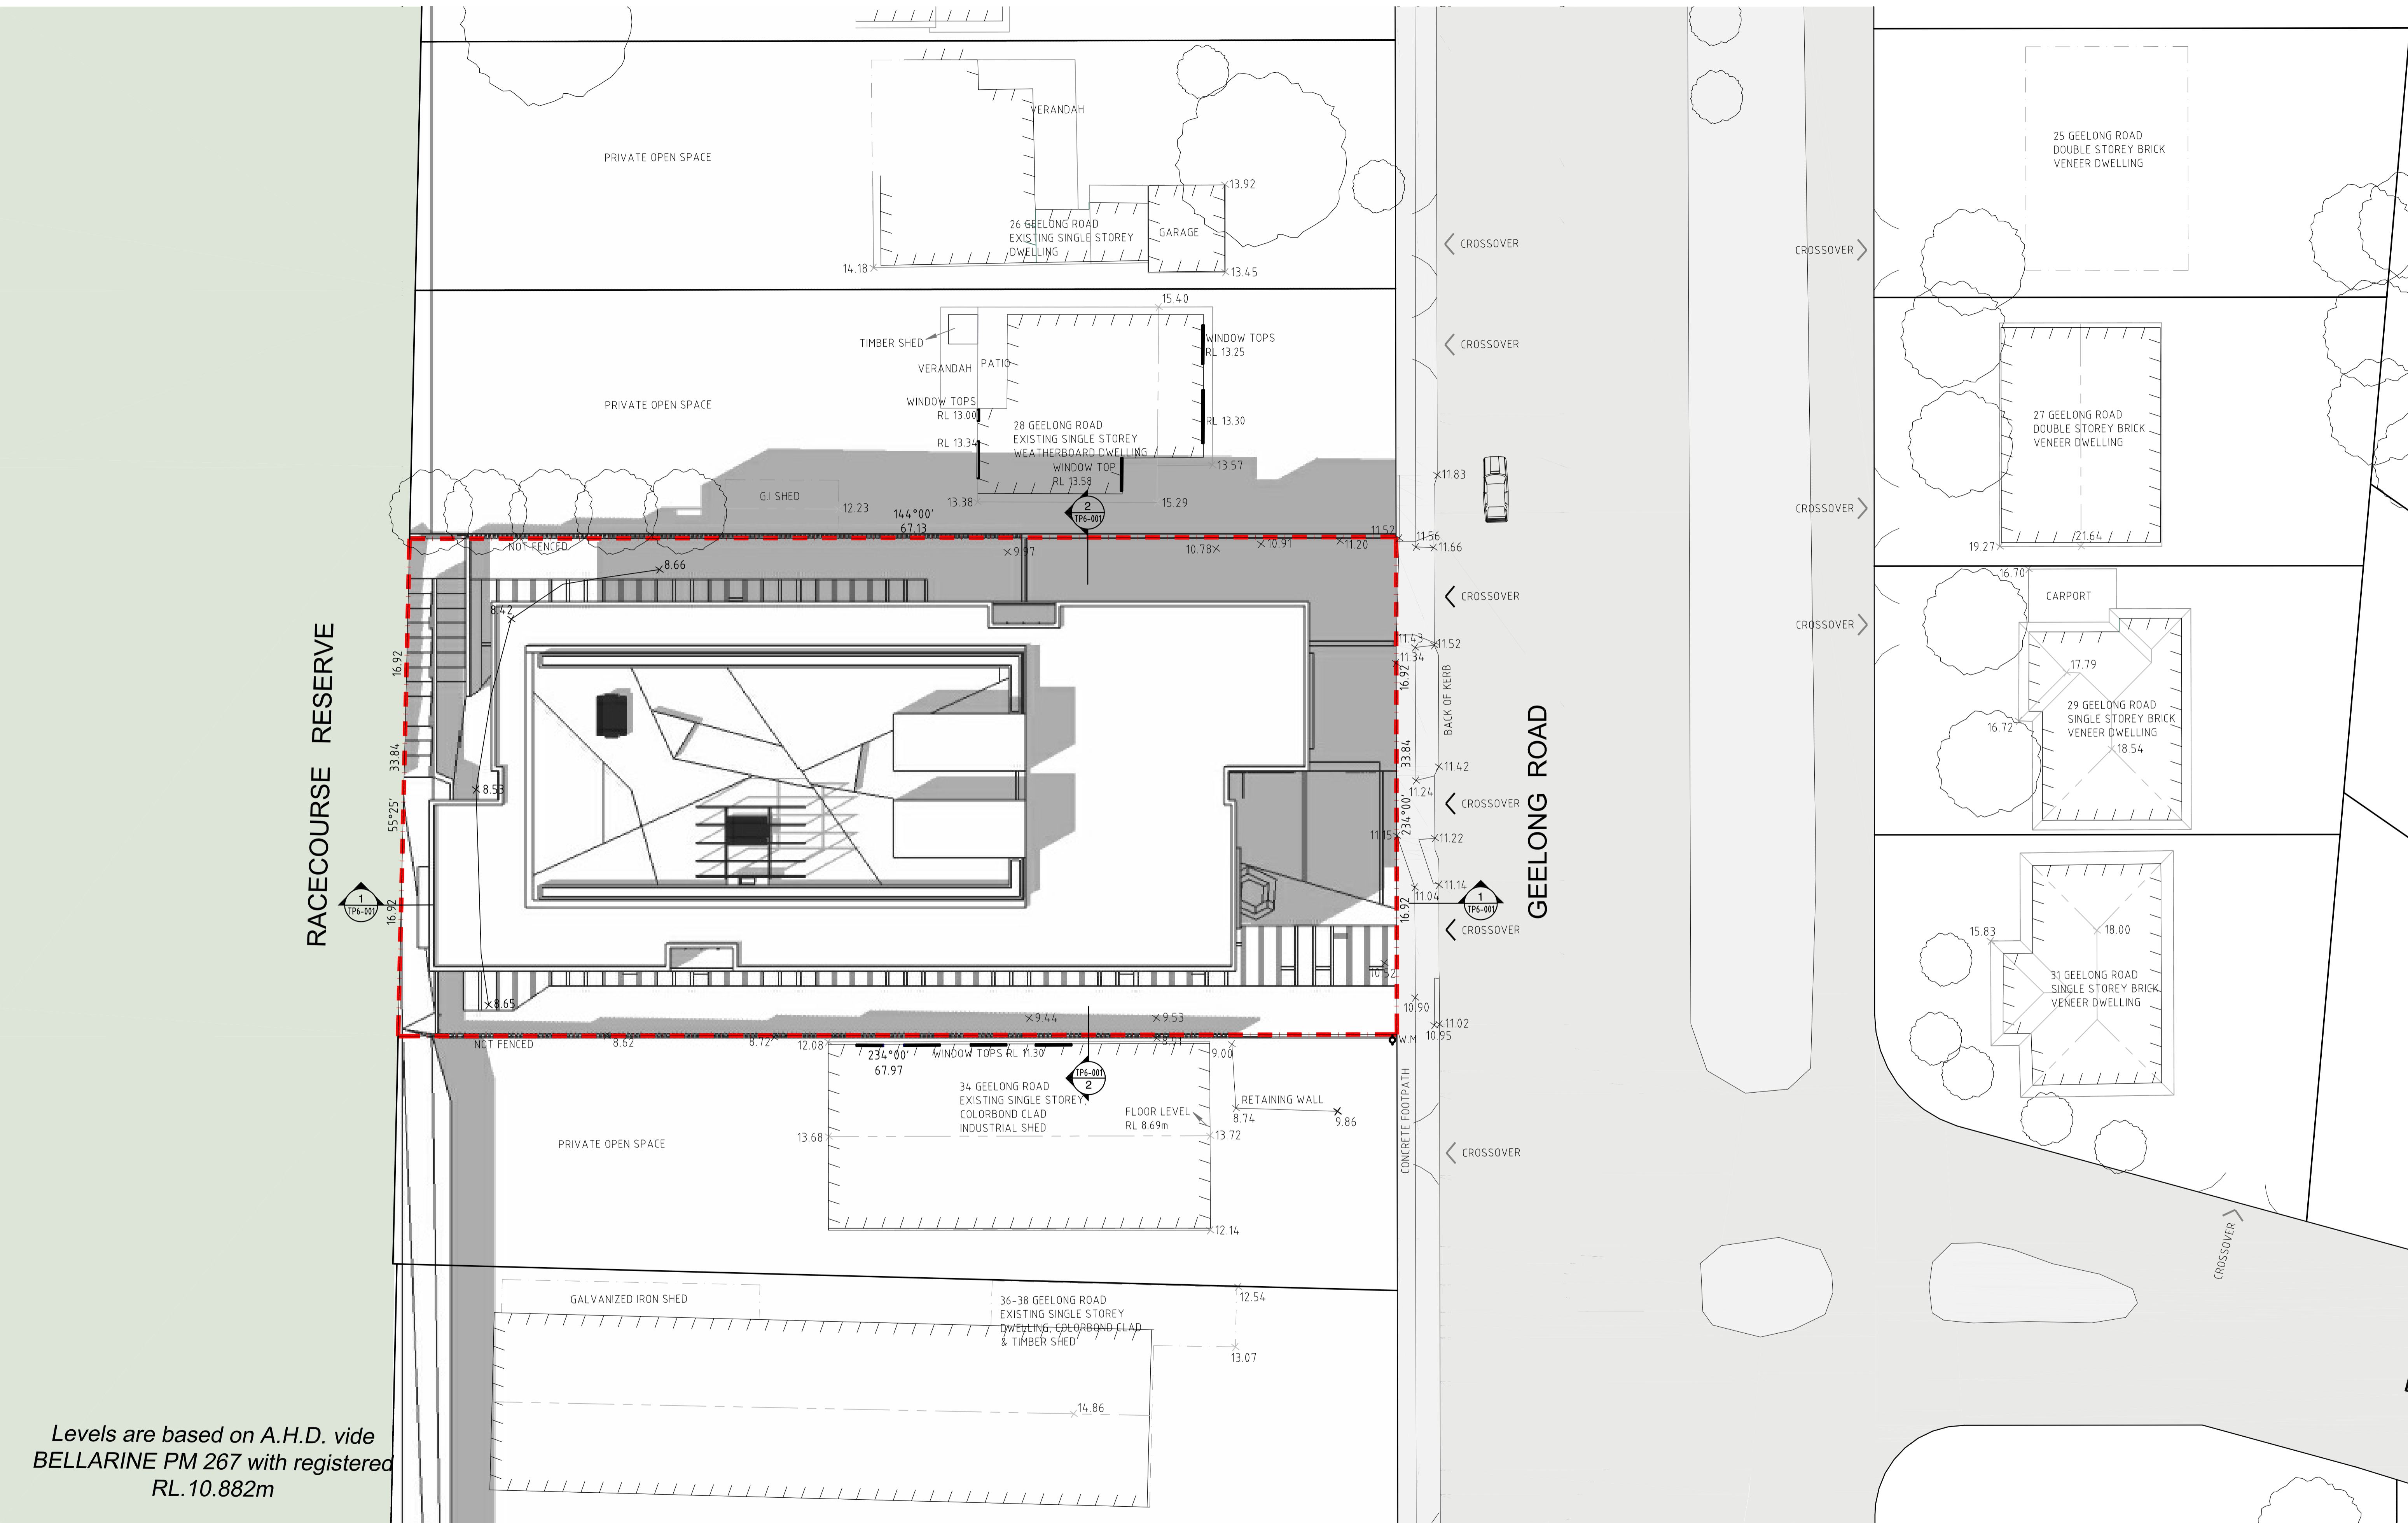 VERANDAH
PRIVATE OPEN SPACE
13.92
26 GEELONG ROAD
EXISTING SINGLE STOREY
DWELLING
GARAGE
14.18
13.45
CROSSOVER
CROSSOVER
25 GEELONG ROAD
DOUBLE STOREY BRICK
VENEER DWELLING
15.40
TIMBER SHED
VERANDAH
PATIO
WINDOW TOPS
RL 13.25
CROSSOVER
PRIVATE OPEN SPACE
WINDOW TOPS
RL 13.00
RL 13.34
RL 13.30
28 GEELONG ROAD
EXISTING SINGLE STOREY
WEATHERBOARD DWELLING
WINDOW TOP
RL 13.58
13.57
27 GEELONG ROAD
DOUBLE STOREY BRICK
VENEER DWELLING
11.83
G.I SHED
12.23
13.38
15.29
144°00'
67.13
2
TP6-001
CROSSOVER
19.27
21.64
NOT FENCED
9.97
10.78
10.91
11.20
11.52
11.56
11.66
8.66
8.42
CROSSOVER
16.70
CARPORT
CROSSOVER
11.43
11.52
11.34
16.92
16.92
BACK OF KERB
17.79
16.72
29 GEELONG ROAD
SINGLE STOREY BRICK
VENEER DWELLING
18.54
RACECOURSE RESERVE
33.84
55°25'
8.53
33.84
234°00'
11.42
11.24
CROSSOVER
11.15
11.22
11.14
11.04
GEELONG ROAD
16.92
1
TP6-001
16.92
1
TP6-001
CROSSOVER
15.83
18.00
31 GEELONG ROAD
SINGLE STOREY BRICK
VENEER DWELLING
10.52
8.65
9.44
9.53
10.90
11.02
10.95
W.M
NOT FENCED
8.62
8.72
12.08
234°00'
67.97
WINDOW TOPS RL 11.30
9.00
TP6-001
2
34 GEELONG ROAD
EXISTING SINGLE STOREY,
COLORBOND CLAD
INDUSTRIAL SHED
FLOOR LEVEL
RL 8.69m
RETAINING WALL
8.74
9.86
CONCRETE FOOTPATH
PRIVATE OPEN SPACE
13.68
13.72
CROSSOVER
12.14
CROSSOVER
GALVANIZED IRON SHED
36-38 GEELONG ROAD
EXISTING SINGLE STOREY
DWELLING, COLORBOND CLAD
& TIMBER SHED
12.54
13.07
14.86
Levels are based on A.H.D. vide
BELLARINE PM 267 with registered
RL.10.882m